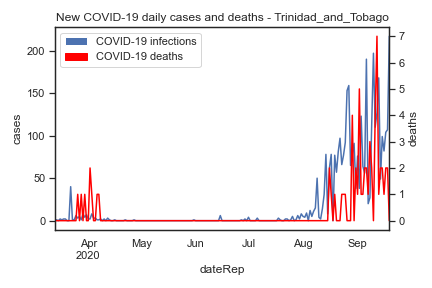 New COVID-19 daily cases and deaths - Trinidad_and_Tobago
COVID-19 infections
COVID-19 deaths
cases
200
150
100
50
0
deaths
7
6
5
4
3
2
1
0
Apr
2020
May
Jun
Jul
Aug
Sep
dateRep